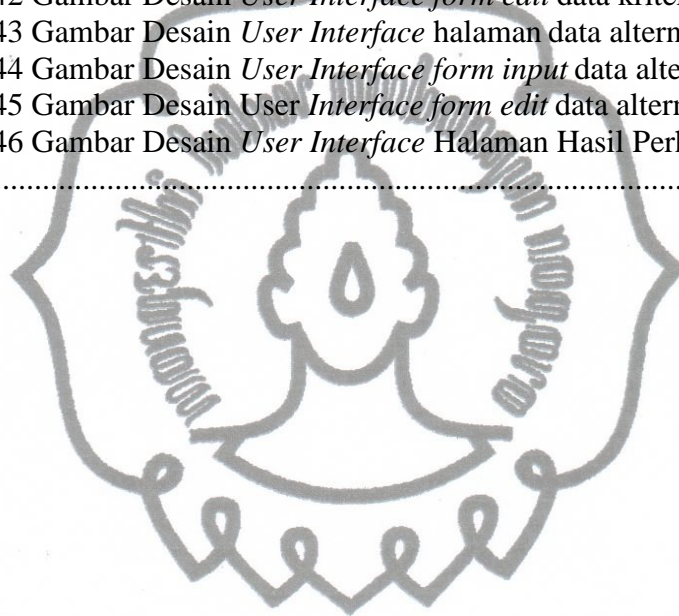 42 Gambar Desain User Interface form edit data kriter
43 Gambar Desain User Interface halaman data altern
44 Gambar Desain User Interface form input data alte
45 Gambar Desain User Interface form edit data altern
46 Gambar Desain User Interface Halaman Hasil Perh
................................................................................